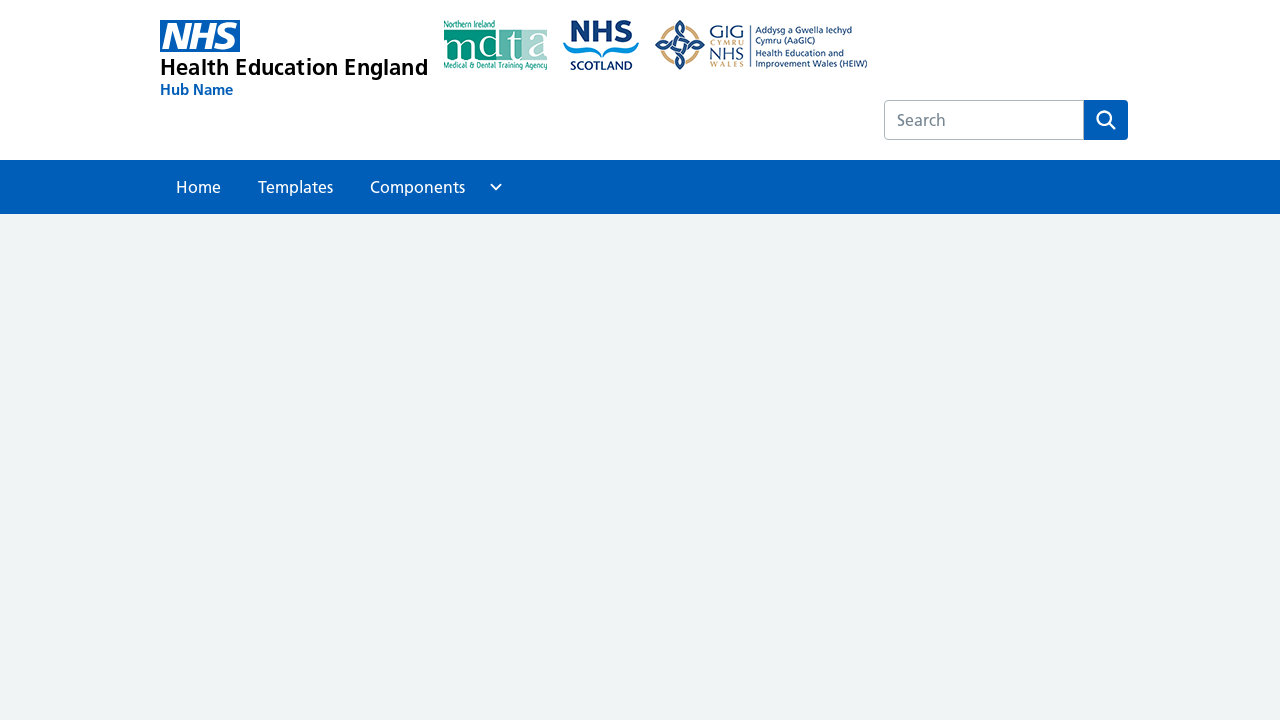 NHS
Health Education England
Hub Name
Northern Ireland
mdta
Medical & Dental Training Agency
NHS
SCOTLAND
GIG
CYMRU
NHS
WALES
Addysg a Gwella Iechyd
Cymru (AaGIC)
Health Education and
Improvement Wales (HEIW)
Search
Home
Templates
Components